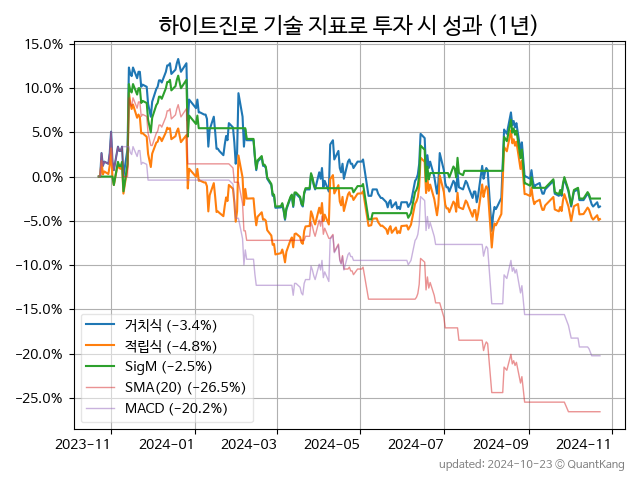 하이트진로 기술 지표로 투자 시 성과 (1년)
15.0%
10.0%
5.0%
0.0%
−5.0%
−10.0%
−15.0%
−20.0%
−25.0%
거치식 (−3.4%)
적립식 (−4.8%)
SigM (−2.5%)
SMA(20) (−26.5%)
MACD (−20.2%)
2023-11 2024-01 2024-03 2024-05 2024-07 2024-09 2024-11
updated: 2024-10-23 © QuantKang